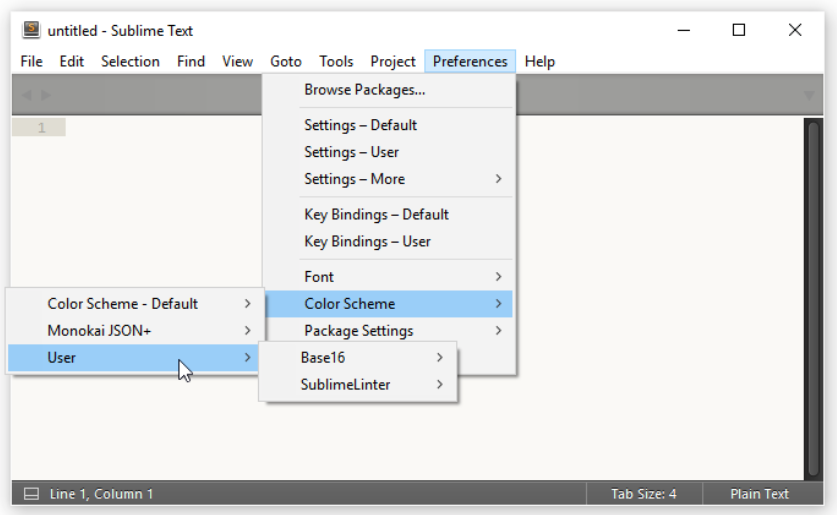 untitled - Sublime Text
File Edit Selection Find View Goto Tools Project Preferences Help
Browse Packages...
1
Settings – Default
Settings – User
Settings – More
Key Bindings – Default
Key Bindings – User
Font
Color Scheme
Package Settings
Color Scheme - Default
Monokai JSON+
User
Base16
SublimeLinter
Line 1, Column 1 Tab Size: 4 Plain Text